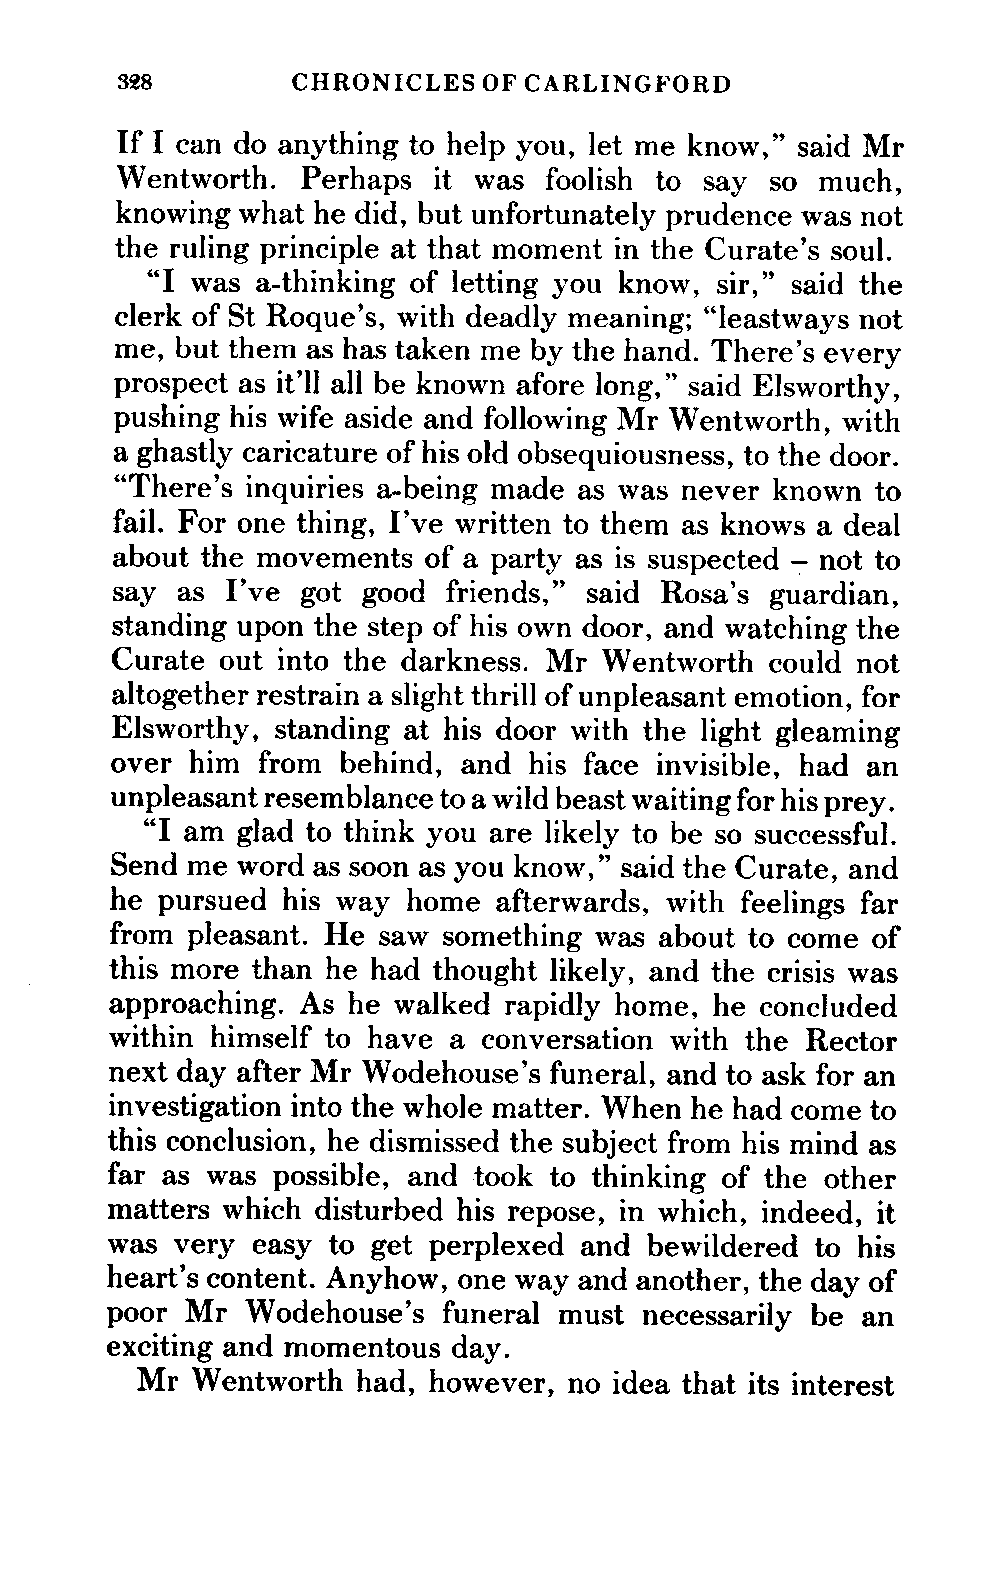 328 CHRONICLES OF CARLINGFORD
If I can do anything to help you, let me know,” said Mr
Wentworth. Perhaps it was foolish to say so much,
knowing what he did, but unfortunately prudence was not
the ruling principle at that moment in the Curate’s soul.
“I was a-thinking of letting you know, sir,” said the
clerk of St Roque’s, with deadly meaning; “leastways not
me, but them as has taken me by the hand. There’s every
prospect as it’ll all be known afore long,” said Elsworthy,
pushing his wife aside and following Mr Wentworth, with
a ghastly caricature of his old obsequiousness, to the door.
“There’s inquiries a-being made as was never known to
fail. For one thing, I’ve written to them as knows a deal
about the movements of a party as is suspected – not to
say as I’ve got good friends,” said Rosa’s guardian,
standing upon the step of his own door, and watching the
Curate out into the darkness. Mr Wentworth could not
altogether restrain a slight thrill of unpleasant emotion, for
Elsworthy, standing at his door with the light gleaming
over him from behind, and his face invisible, had an
unpleasant resemblance to a wild beast waiting for his prey.
“I am glad to think you are likely to be so successful.
Send me word as soon as you know,” said the Curate, and
he pursued his way home afterwards, with feelings far
from pleasant. He saw something was about to come of
this more than he had thought likely, and the crisis was
approaching. As he walked rapidly home, he concluded
within himself to have a conversation with the Rector
next day after Mr Wodehouse’s funeral, and to ask for an
investigation into the whole matter. When he had come to
this conclusion, he dismissed the subject from his mind as
far as was possible, and took to thinking of the other
matters which disturbed his repose, in which, indeed, it
was very easy to get perplexed and bewildered to his
heart’s content. Anyhow, one way and another, the day of
poor Mr Wodehouse’s funeral must necessarily be an
exciting and momentous day.
Mr Wentworth had, however, no idea that its interest